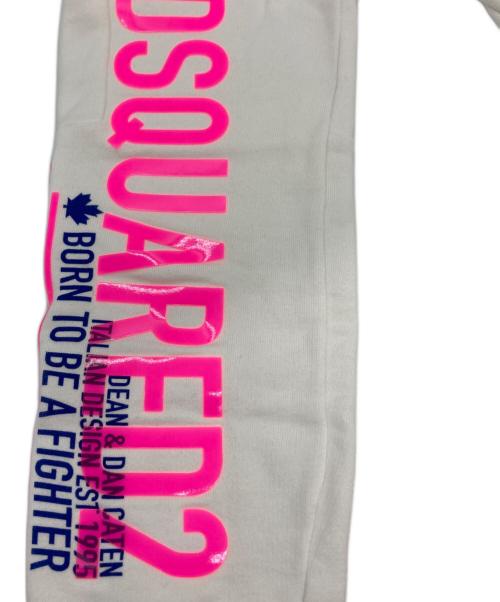 DSQUARED2
DEAN & DAN CATEN
ITALIAN DESIGN EST 1995
BORN TO BE A FIGHTER